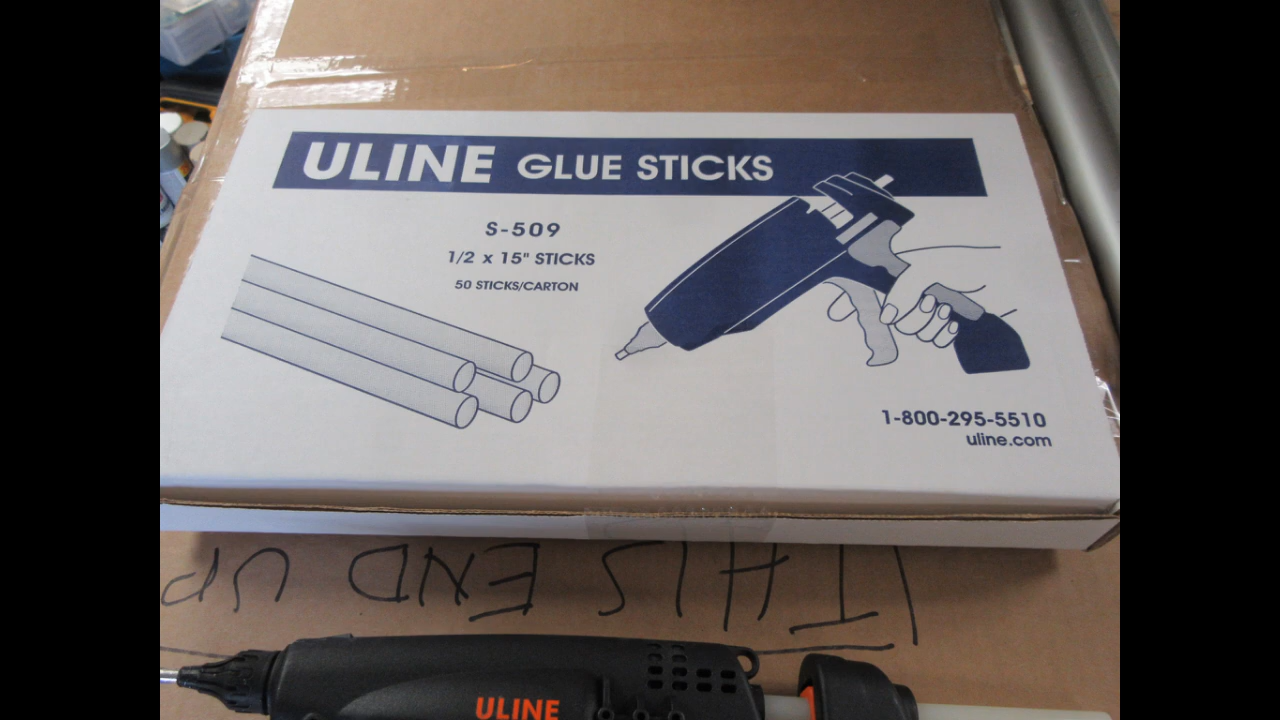 ULINE GLUE STICKS
S-509
1/2 x 15" STICKS
50 STICKS/CARTON
1-800-295-5510
uline.com
THIS END UP
ULINE